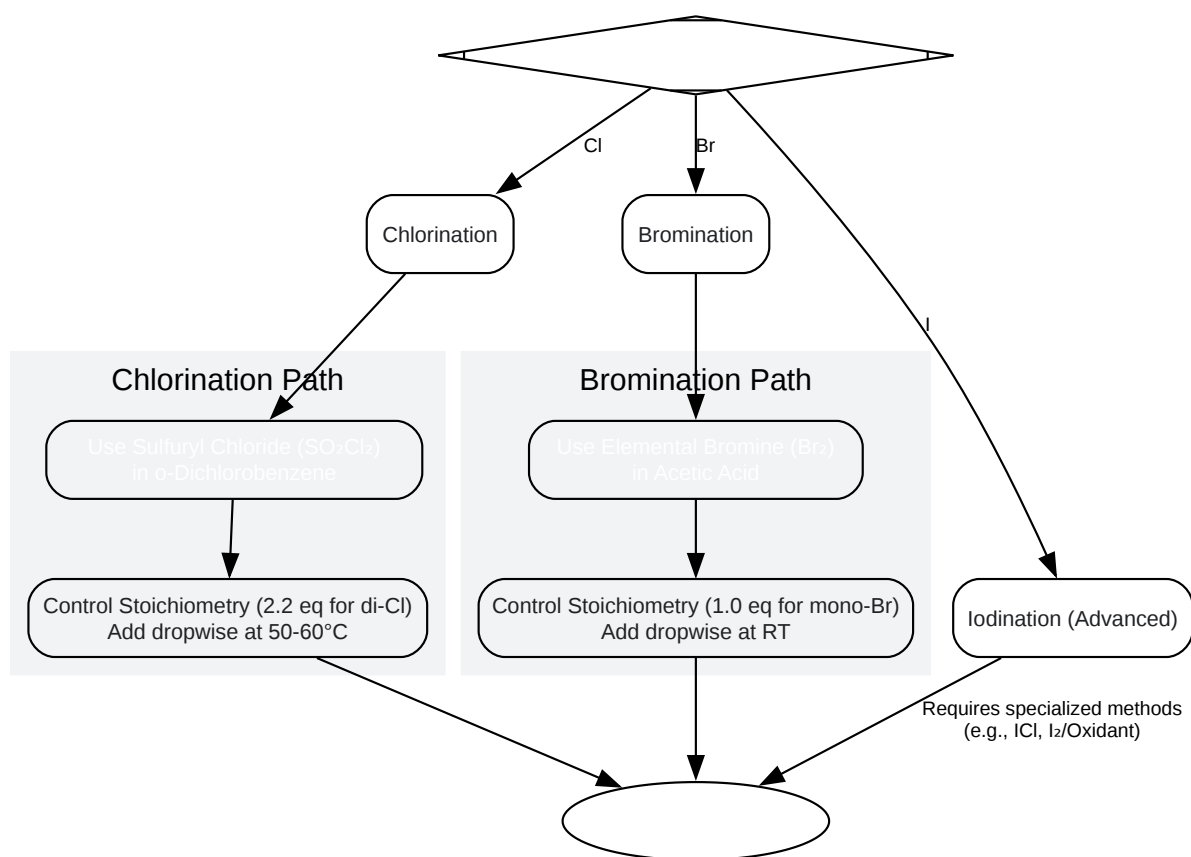 Cl
Br
Chlorination
Bromination
I
Chlorination Path
Bromination Path
Use Sulfuryl Chloride (SO₂Cl₂)
in o-Dichlorobenzene
Use Elemental Bromine (Br₂)
in Acetic Acid
Control Stoichiometry (2.2 eq for di-Cl)
Add dropwise at 50-60°C
Control Stoichiometry (1.0 eq for mono-Br)
Add dropwise at RT
Iodination (Advanced)
Requires specialized methods
(e.g., ICl, I₂/Oxidant)